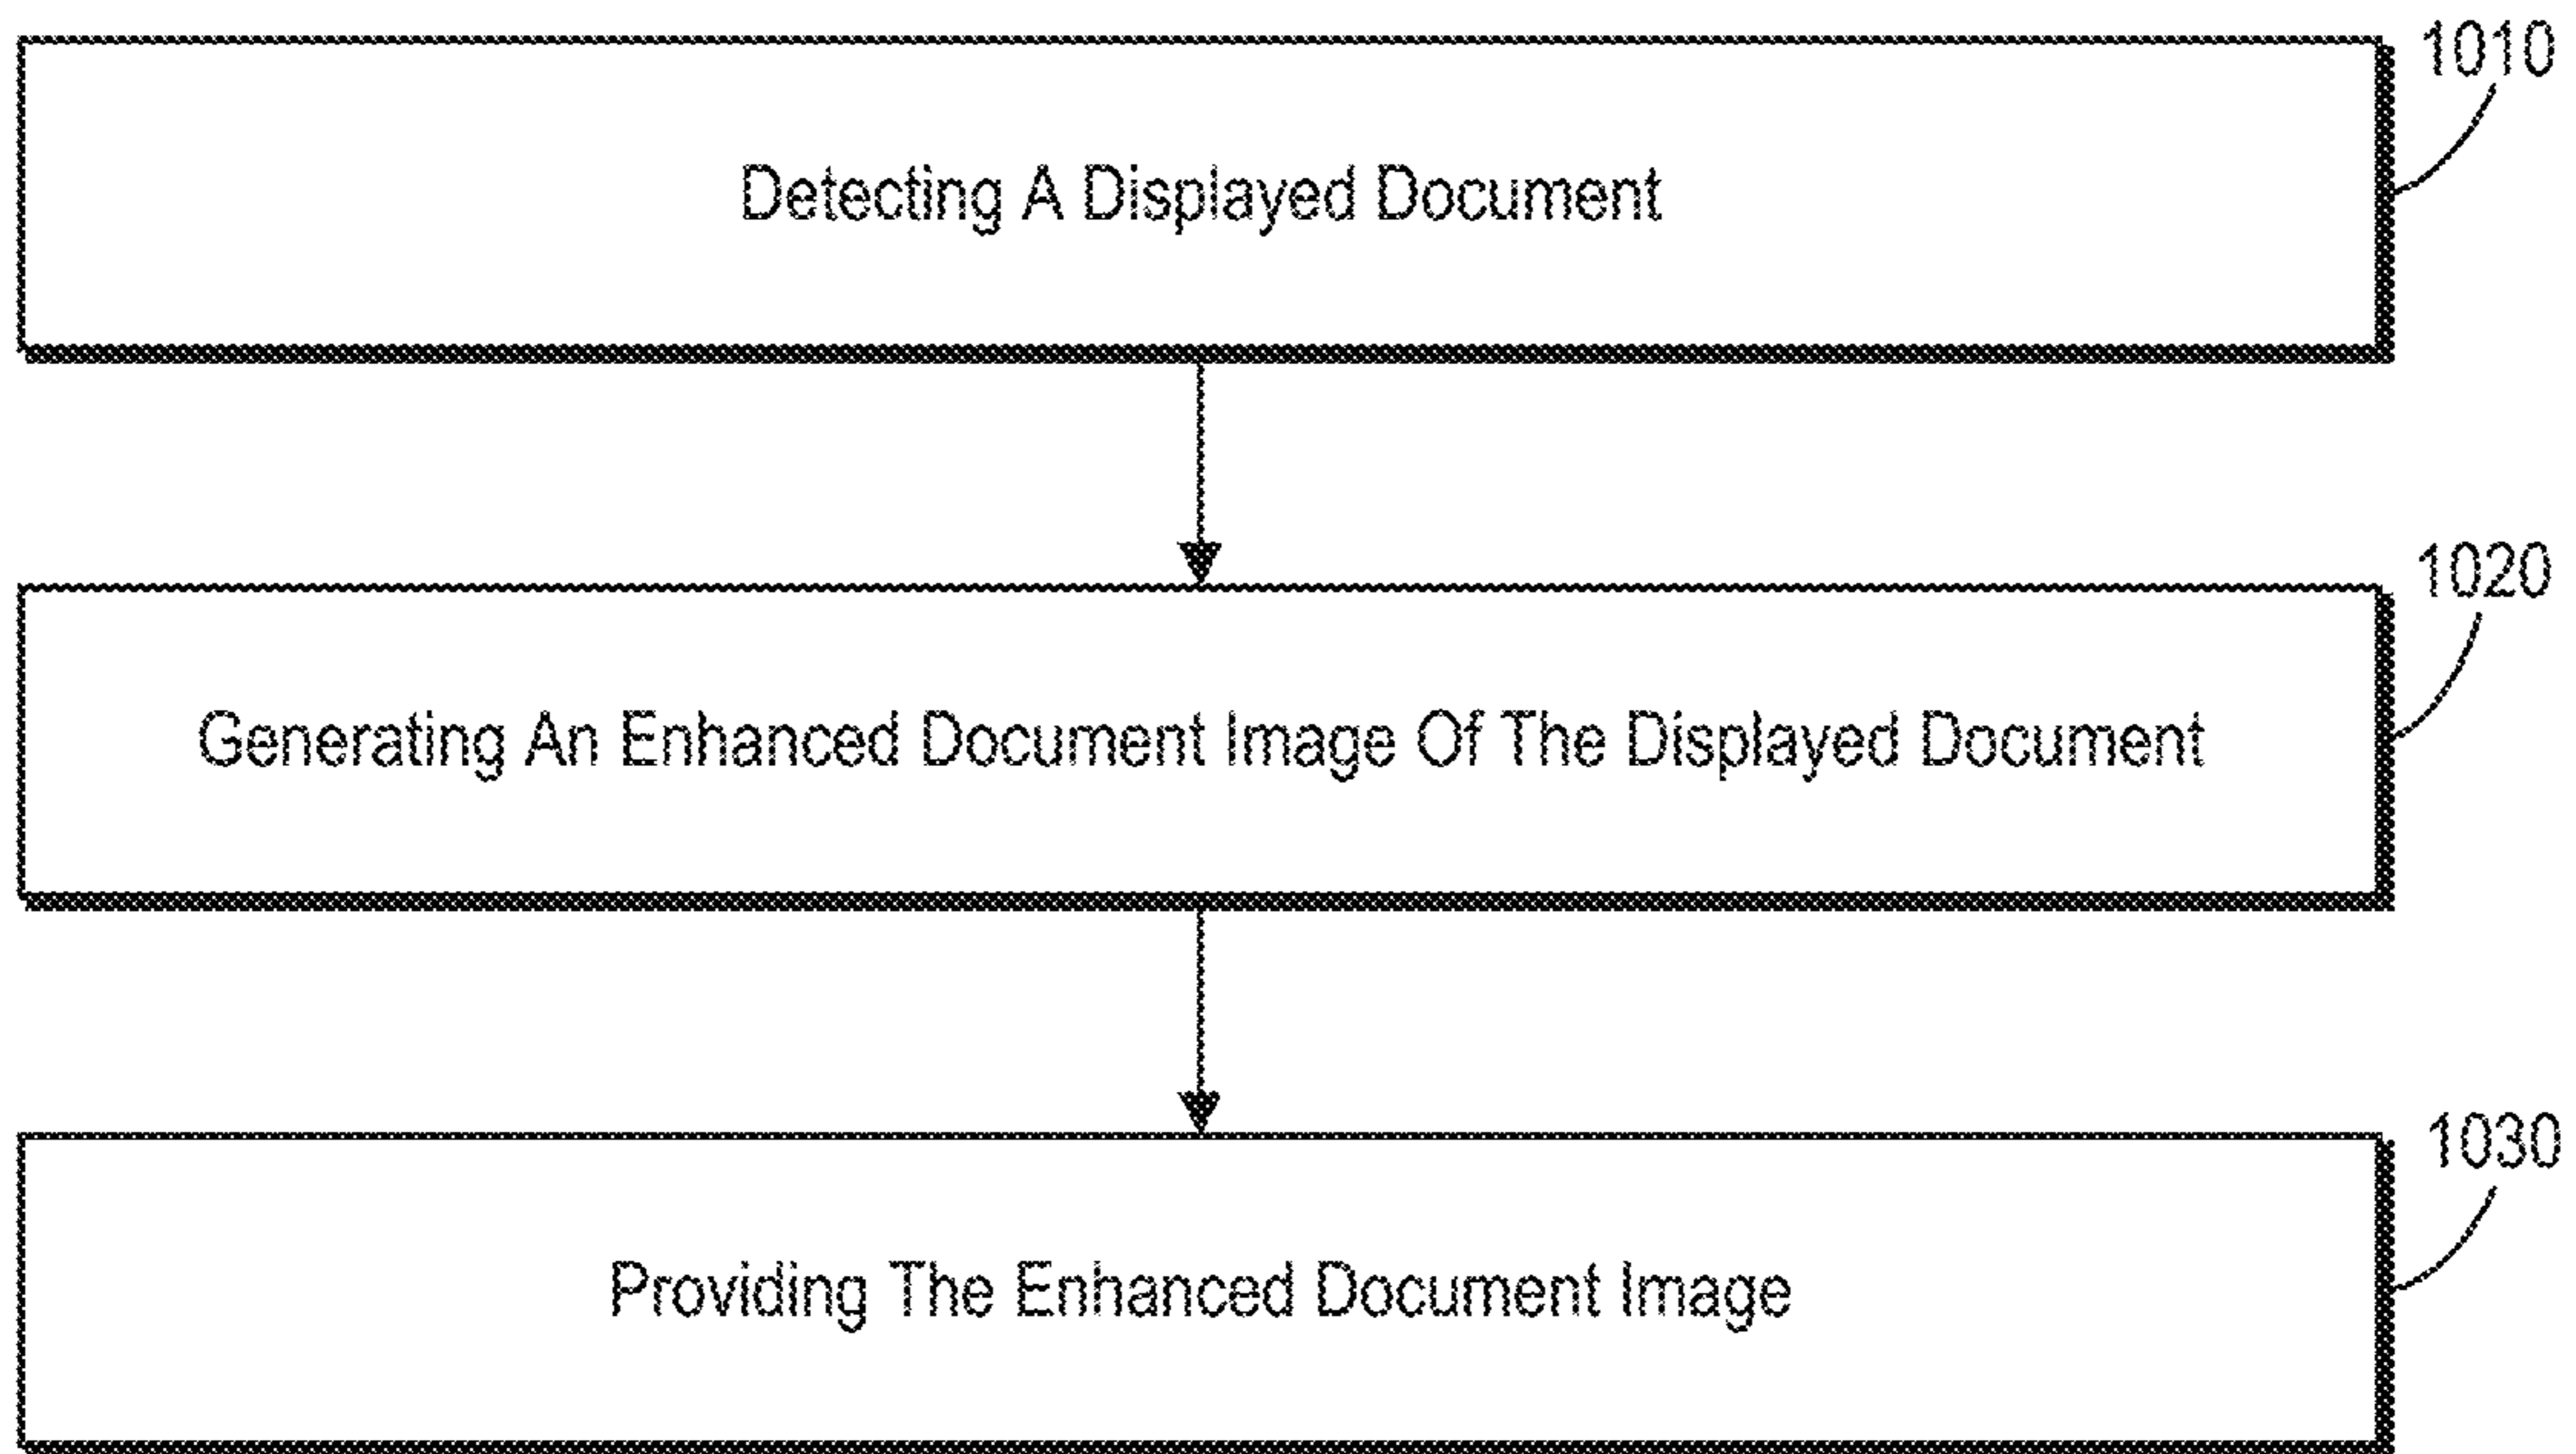 1010
Detecting A Displayed Document
1020
Generating An Enhanced Document Image Of The Displayed Document
1030
Providing The Enhanced Document Image